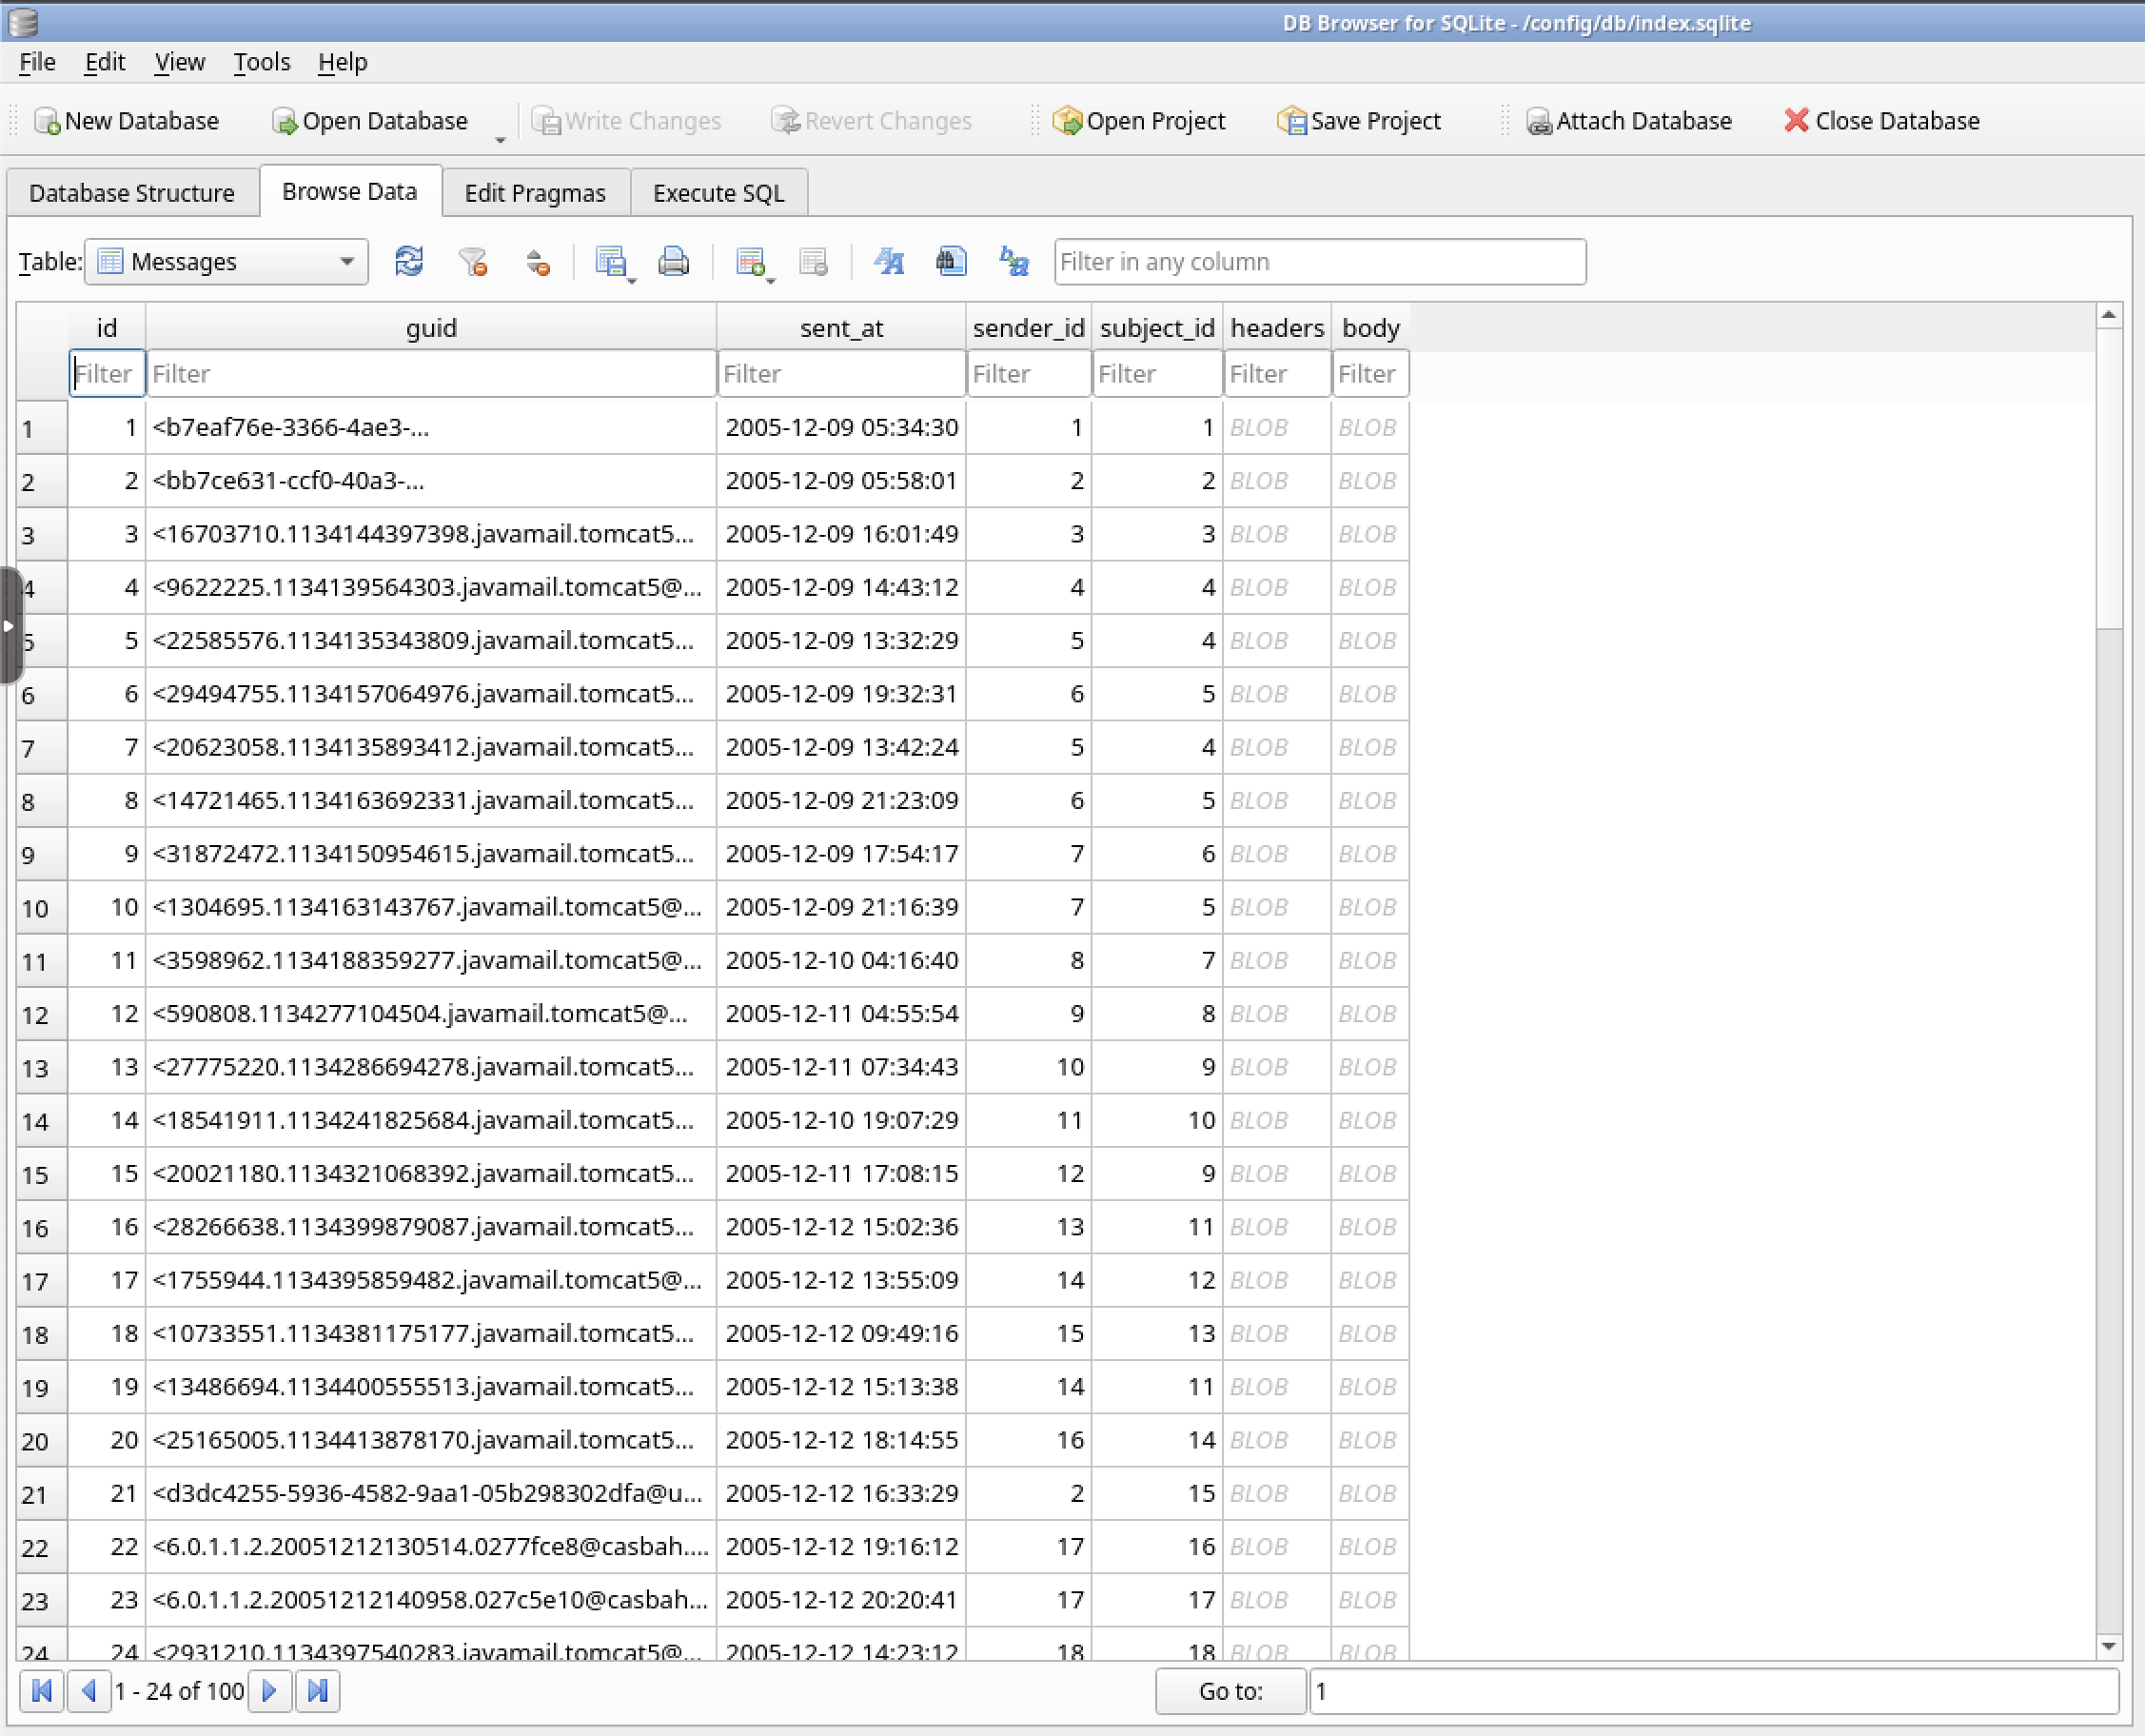 DB Browser for SQLite - /config/db/index.sqlite
File Edit View Tools Help
New Database Open Database Write Changes Revert Changes Open Project Save Project Attach Database Close Database
Database Structure Browse Data Edit Pragmas Execute SQL
Table: Messages Filter in any column
id guid sent_at sender_id subject_id headers body
Filter Filter Filter Filter Filter Filter Filter
1 1 <b7eaf76e-3366-4ae3-... 2005-12-09 05:34:30 1 1 BLOB BLOB
2 2 <bb7ce631-ccf0-40a3-... 2005-12-09 05:58:01 2 2 BLOB BLOB
3 3 <16703710.1134144397398.javamail.tomcat5... 2005-12-09 16:01:49 3 3 BLOB BLOB
4 4 <9622225.1134139564303.javamail.tomcat5@... 2005-12-09 14:43:12 4 4 BLOB BLOB
5 5 <22585576.1134135343809.javamail.tomcat5... 2005-12-09 13:32:29 5 4 BLOB BLOB
6 6 <29494755.1134157064976.javamail.tomcat5... 2005-12-09 19:32:31 6 5 BLOB BLOB
7 7 <20623058.1134135893412.javamail.tomcat5... 2005-12-09 13:42:24 5 4 BLOB BLOB
8 8 <14721465.1134163692331.javamail.tomcat5... 2005-12-09 21:23:09 6 5 BLOB BLOB
9 9 <31872472.1134150954615.javamail.tomcat5... 2005-12-09 17:54:17 7 6 BLOB BLOB
10 10 <1304695.1134163143767.javamail.tomcat5@... 2005-12-09 21:16:39 7 5 BLOB BLOB
11 11 <3598962.1134188359277.javamail.tomcat5@... 2005-12-10 04:16:40 8 7 BLOB BLOB
12 12 <590808.1134277104504.javamail.tomcat5@... 2005-12-11 04:55:54 9 8 BLOB BLOB
13 13 <27775220.1134286694278.javamail.tomcat5... 2005-12-11 07:34:43 10 9 BLOB BLOB
14 14 <18541911.1134241825684.javamail.tomcat5... 2005-12-10 19:07:29 11 10 BLOB BLOB
15 15 <20021180.1134321068392.javamail.tomcat5... 2005-12-11 17:08:15 12 9 BLOB BLOB
16 16 <28266638.1134399879087.javamail.tomcat5... 2005-12-12 15:02:36 13 11 BLOB BLOB
17 17 <1755944.1134395859482.javamail.tomcat5@... 2005-12-12 13:55:09 14 12 BLOB BLOB
18 18 <10733551.1134381175177.javamail.tomcat5... 2005-12-12 09:49:16 15 13 BLOB BLOB
19 19 <13486694.1134400555513.javamail.tomcat5... 2005-12-12 15:13:38 14 11 BLOB BLOB
20 20 <25165005.1134413878170.javamail.tomcat5... 2005-12-12 18:14:55 16 14 BLOB BLOB
21 21 <d3dc4255-5936-4582-9aa1-05b298302dfa@u... 2005-12-12 16:33:29 2 15 BLOB BLOB
22 22 <6.0.1.1.2.20051212130514.0277fce8@casbah.... 2005-12-12 19:16:12 17 16 BLOB BLOB
23 23 <6.0.1.1.2.20051212140958.027c5e10@casbah... 2005-12-12 20:20:41 17 17 BLOB BLOB
24 24 <2931210.1134397540283.javamail.tomcat5@... 2005-12-12 14:23:12 18 18 BLOB BLOB
1 - 24 of 100 Go to: 1